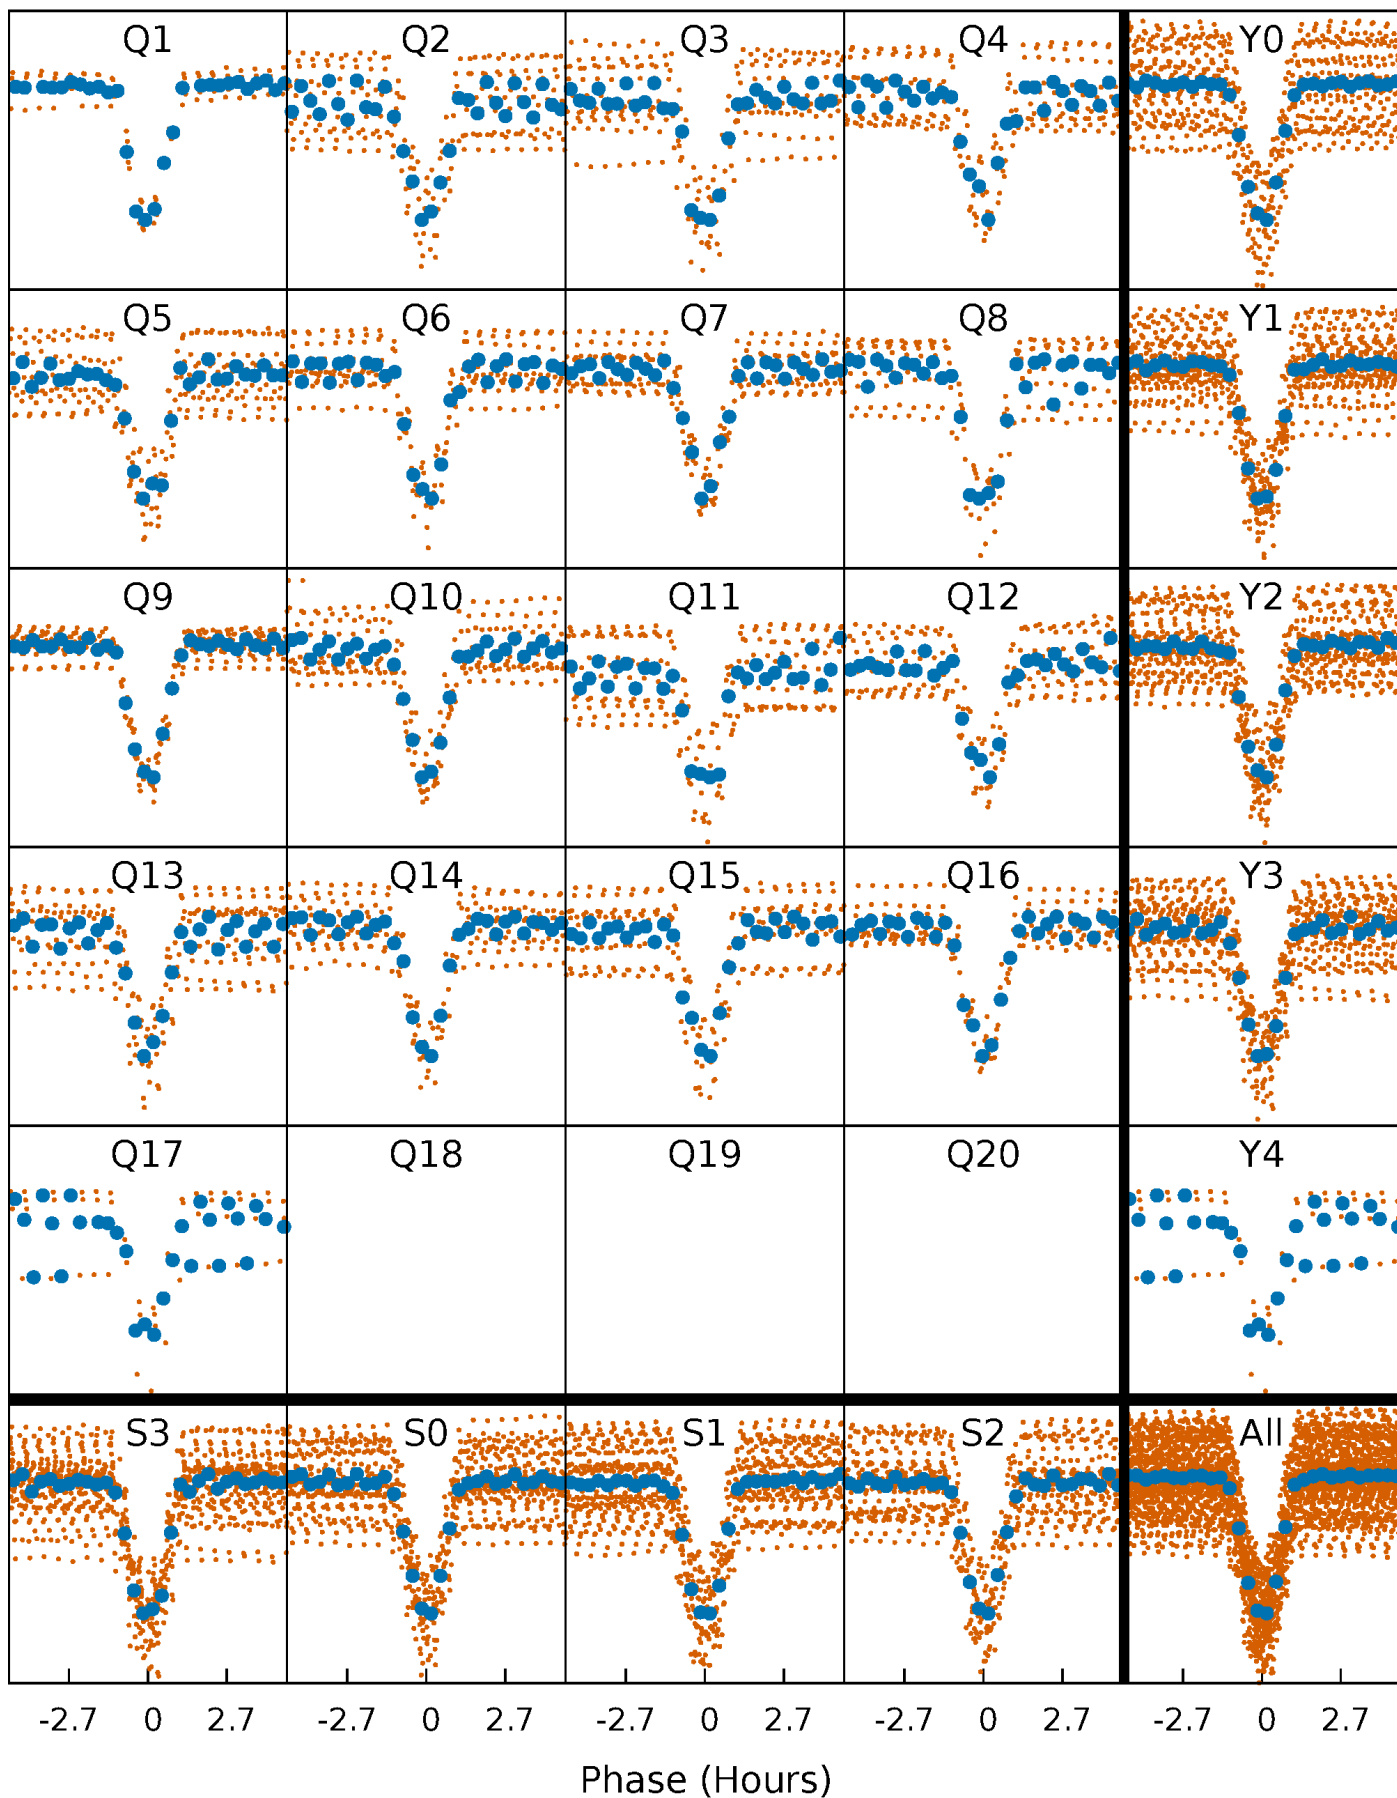 Q1 Q2 Q3 Q4 Y0
Q5 Q6 Q7 Q8 Y1
Q9 Q10 Q11 Q12 Y2
Q13 Q14 Q15 Q16 Y3
Q17 Q18 Q19 Q20 Y4
S3 S0 S1 S2 All
-2.7 0 2.7 -2.7 0 2.7 -2.7 0 2.7 -2.7 0 2.7 -2.7 0 2.7
Phase (Hours)